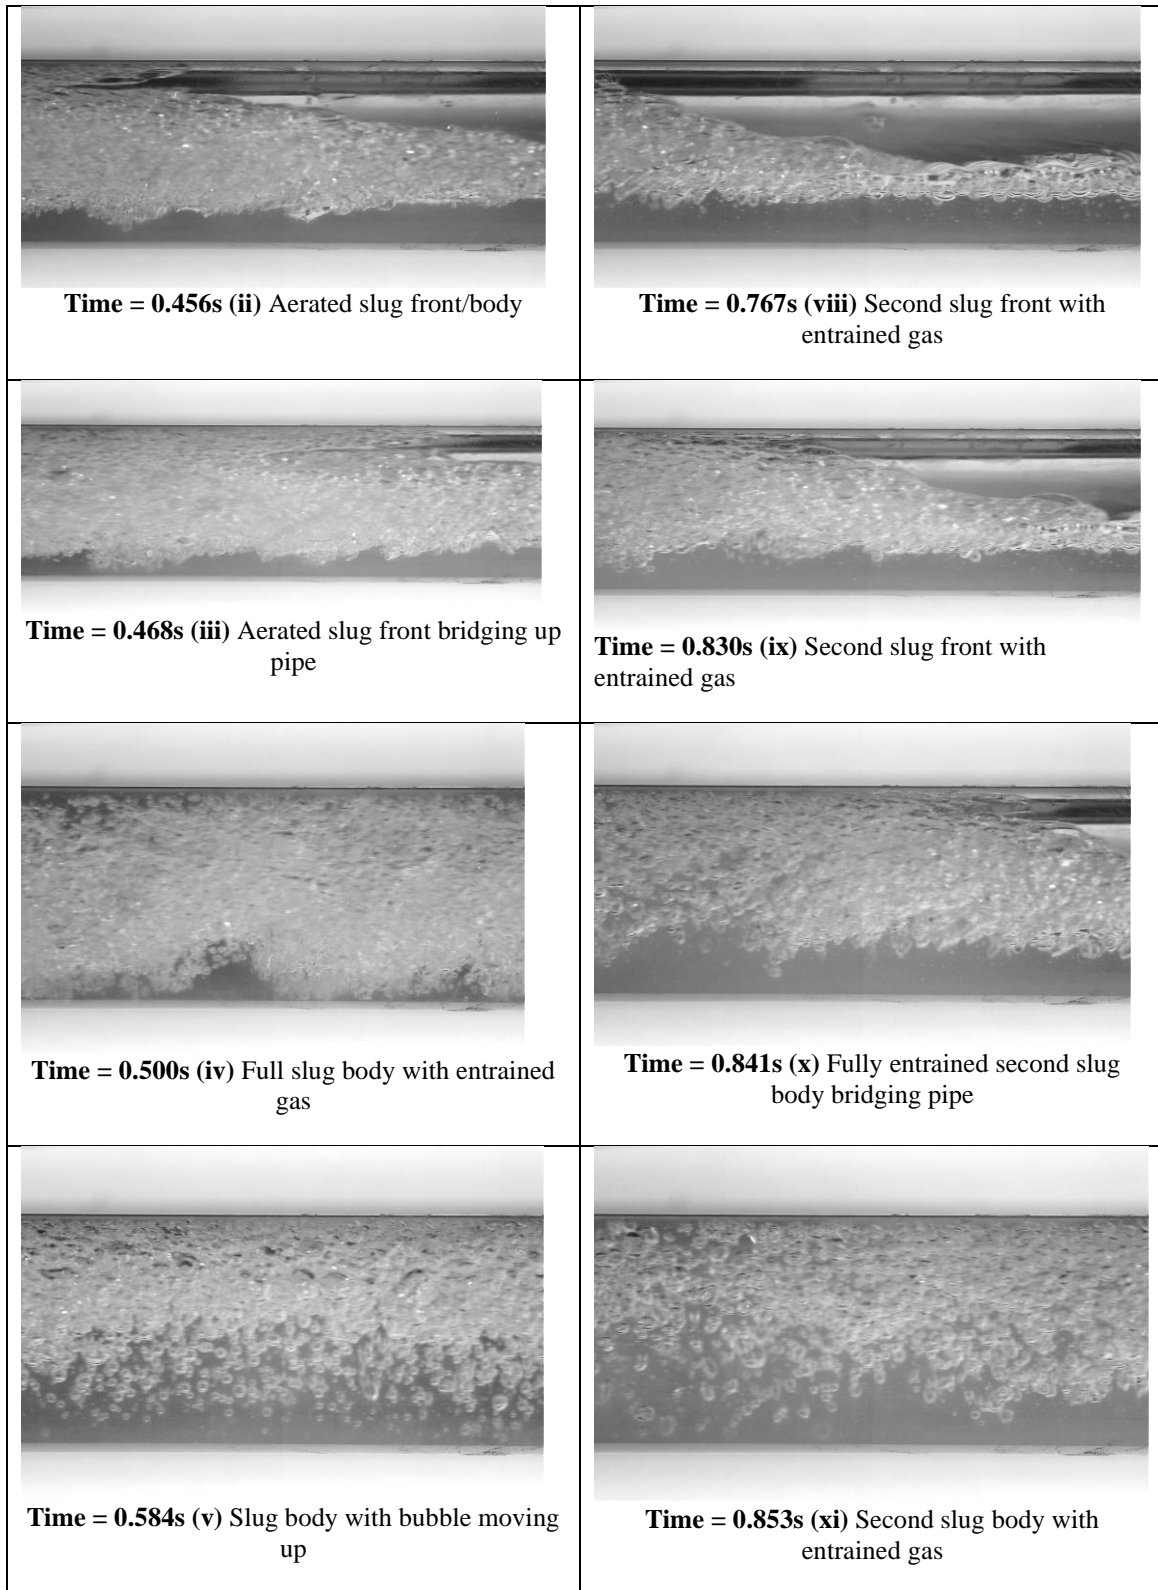 Time = 0.456s (ii) Aerated slug front/body
Time = 0.767s (viii) Second slug front with
entrained gas
Time = 0.468s (iii) Aerated slug front bridging up
pipe
Time = 0.830s (ix) Second slug front with
entrained gas
Time = 0.500s (iv) Full slug body with entrained
gas
Time = 0.841s (x) Fully entrained second slug
body bridging pipe
Time = 0.584s (v) Slug body with bubble moving
up
Time = 0.853s (xi) Second slug body with
entrained gas